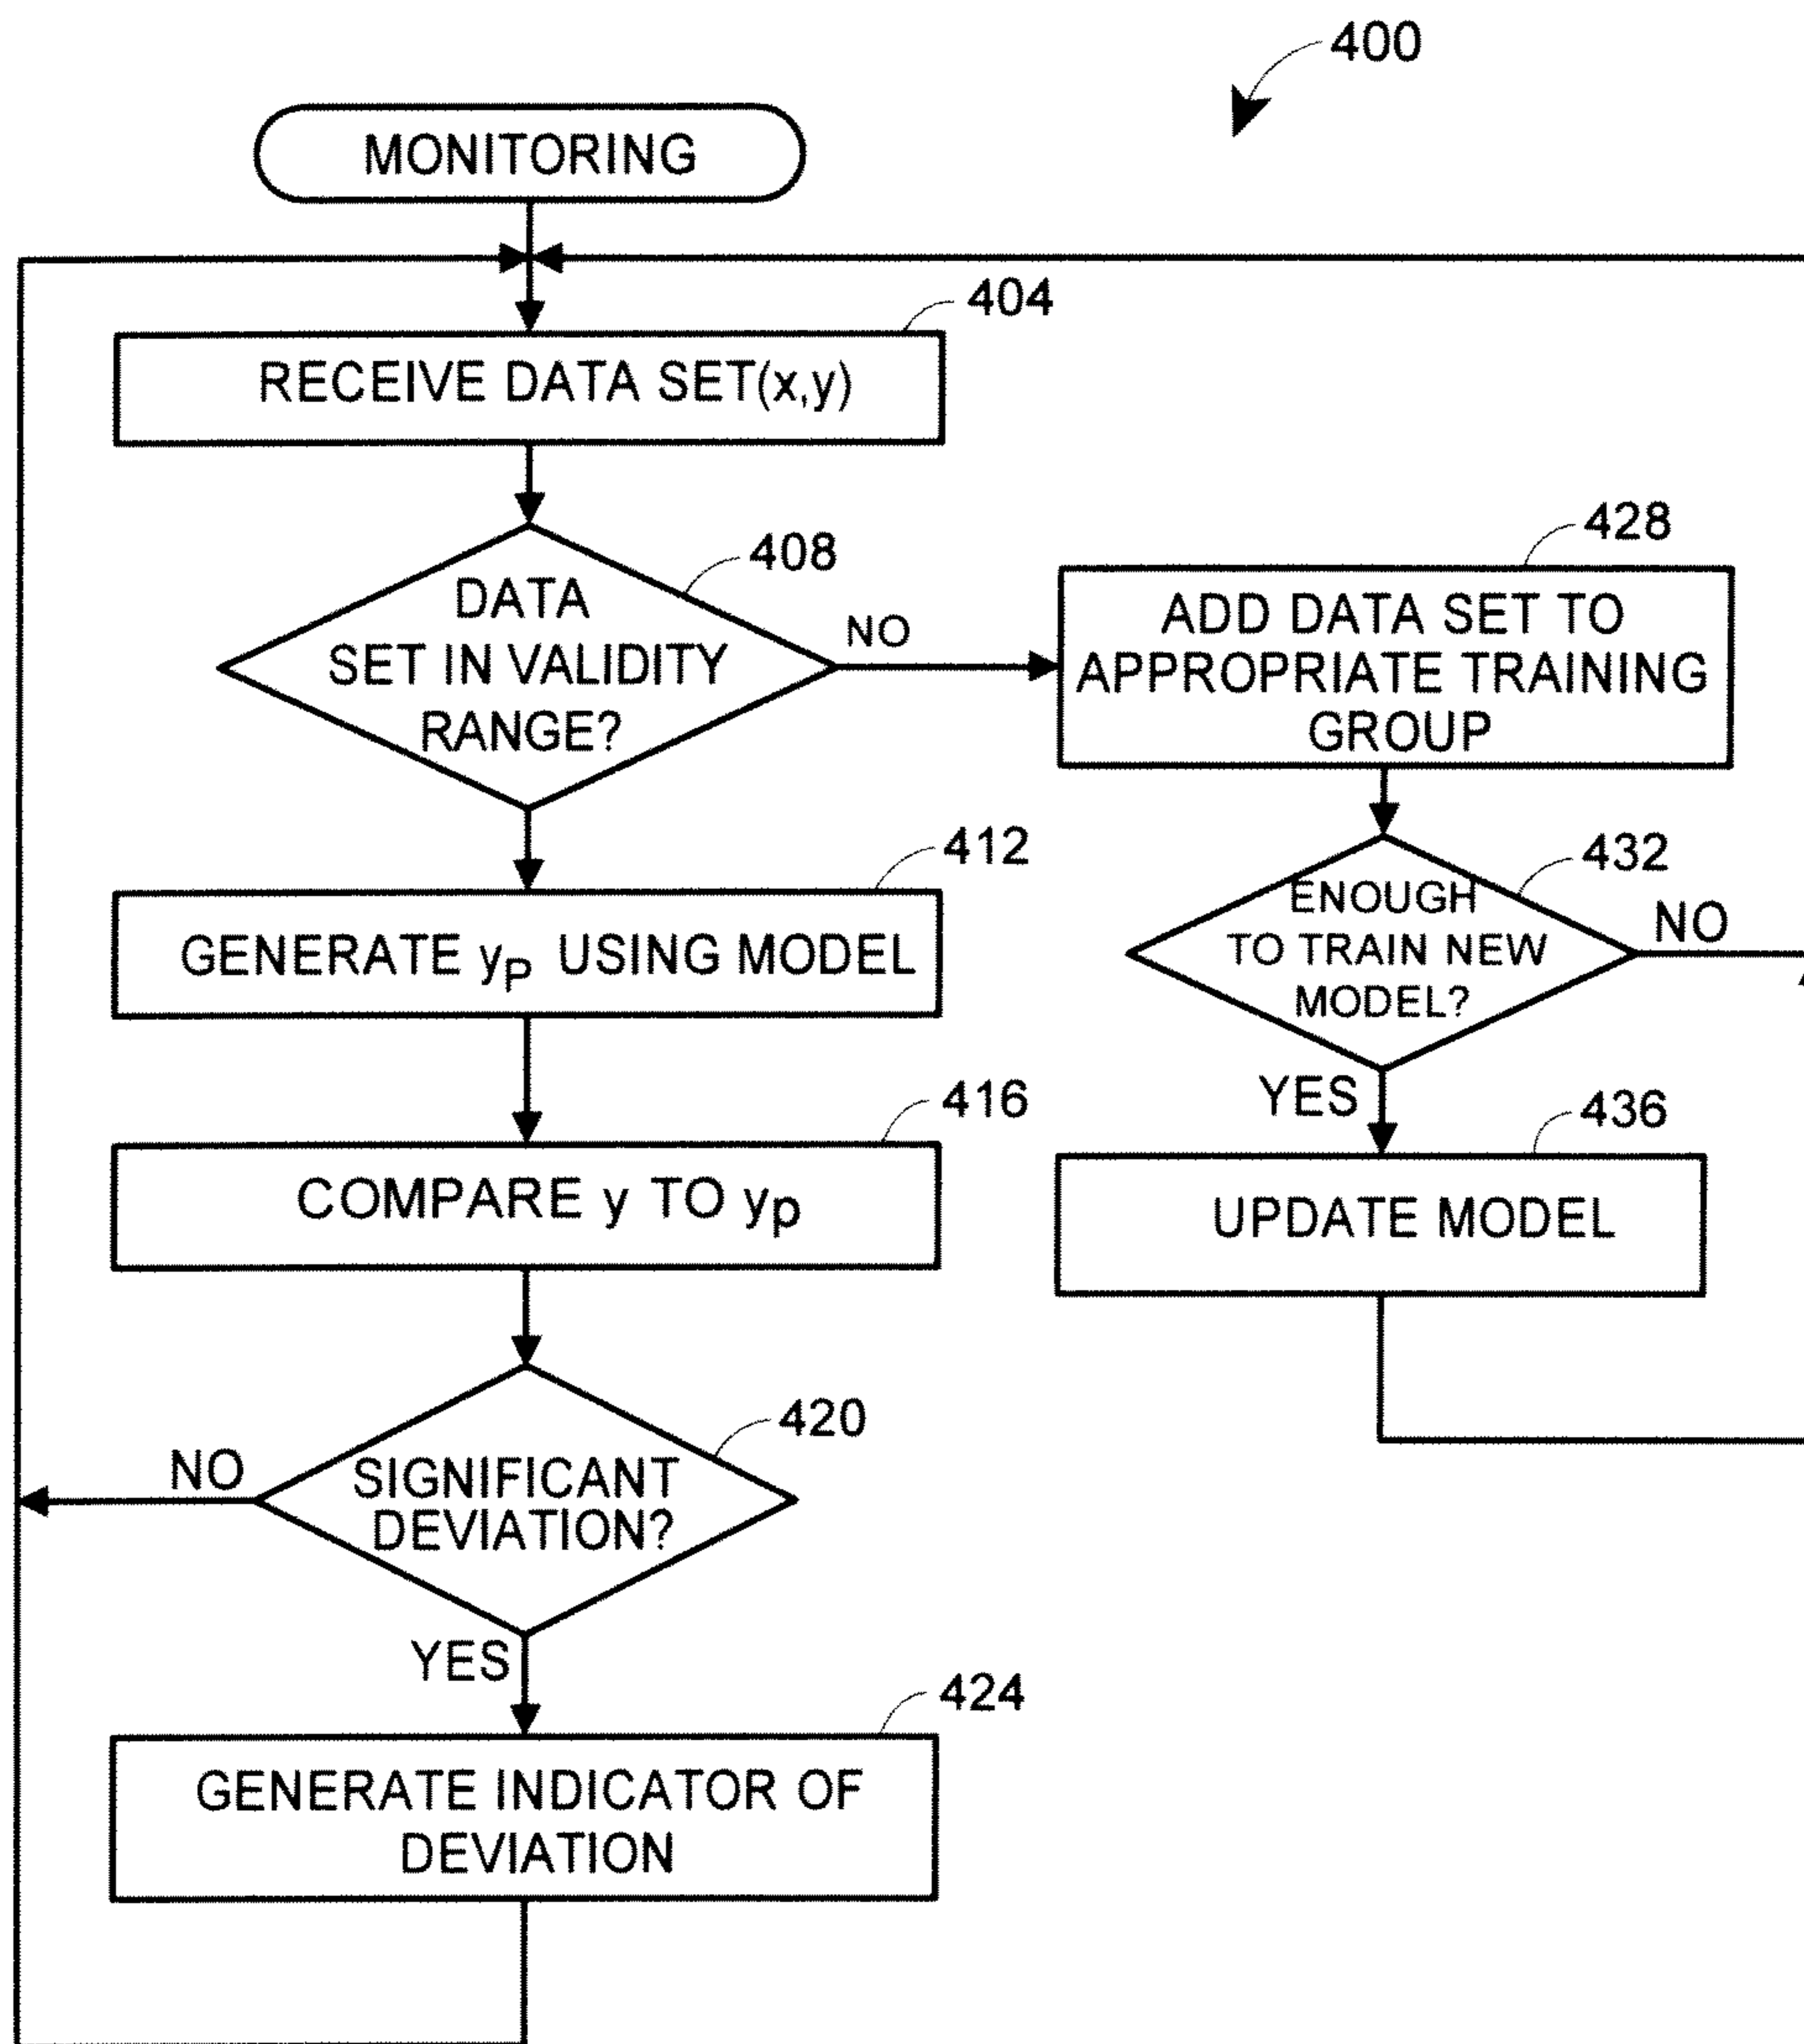 400
MONITORING
404
RECEIVE DATA SET(x,y)
408
DATA
SET IN VALIDITY
RANGE?
NO
428
ADD DATA SET TO
APPROPRIATE TRAINING
GROUP
412
GENERATE yP USING MODEL
432
ENOUGH
TO TRAIN NEW
MODEL?
NO
YES
416
COMPARE y TO yp
436
UPDATE MODEL
420
SIGNIFICANT
DEVIATION?
NO
YES
424
GENERATE INDICATOR OF
DEVIATION